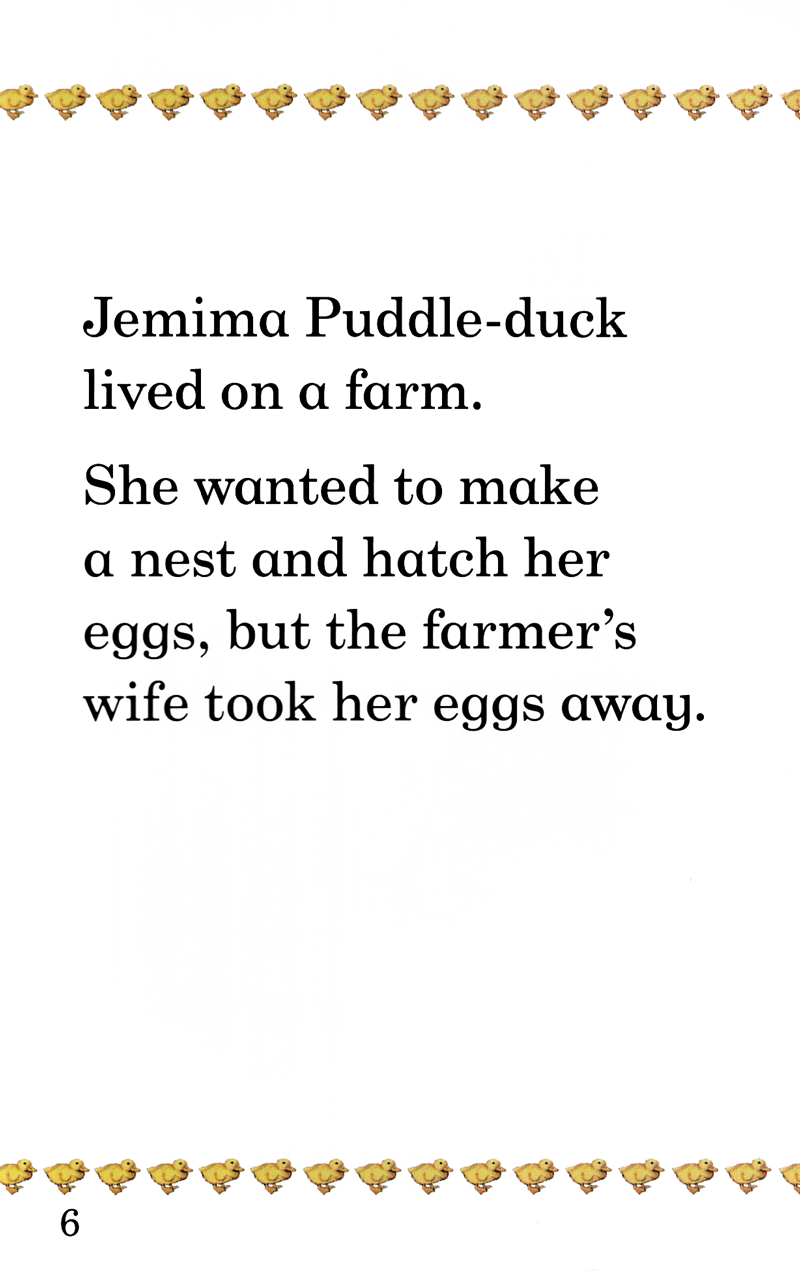 Jemima Puddle-duck
lived on a farm.
She wanted to make
a nest and hatch her
eggs, but the farmer’s
wife took her eggs away.
6